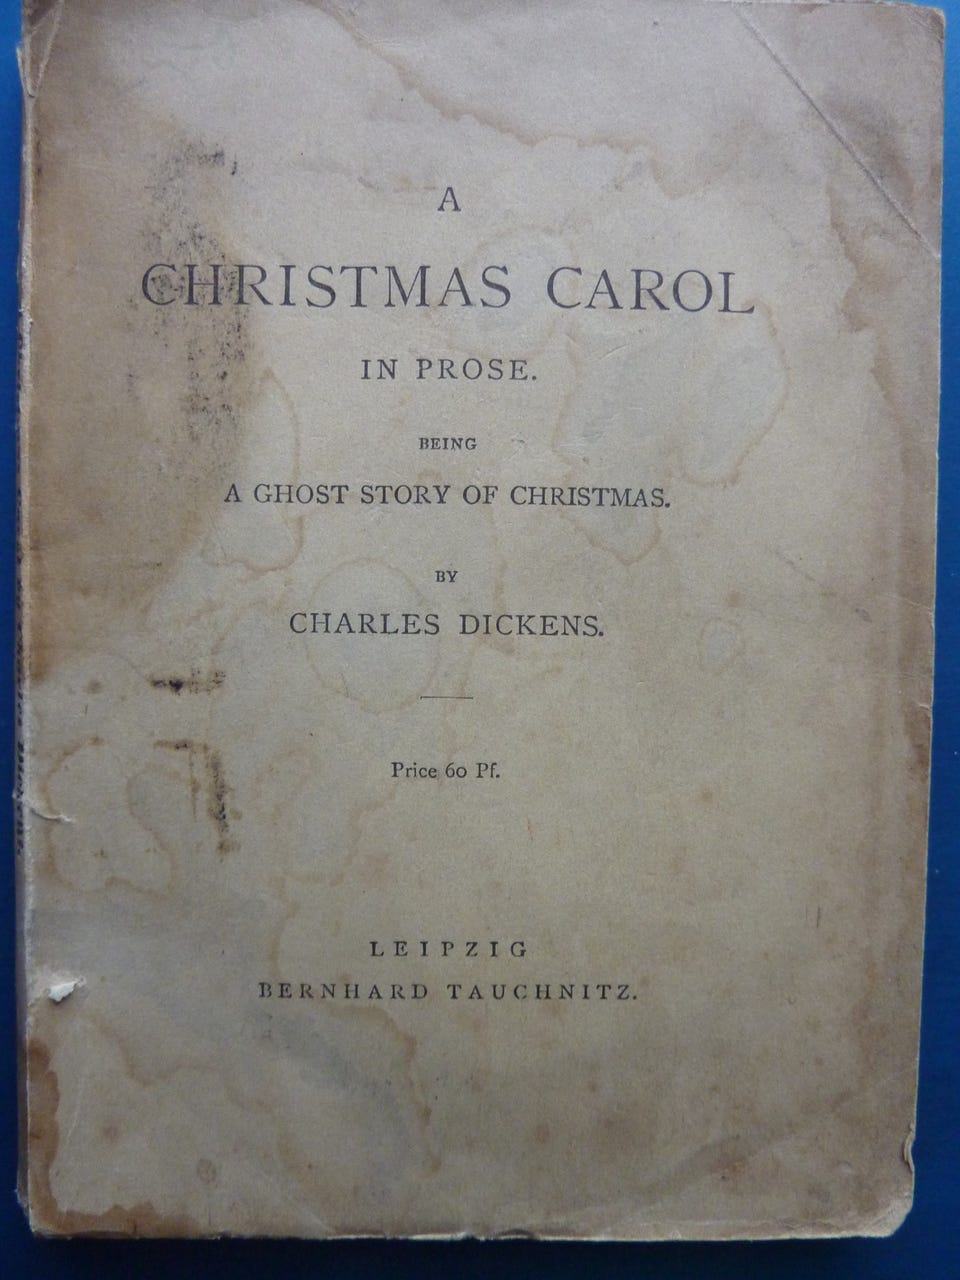 A
CHRISTMAS CAROL
IN PROSE.
BEING
A GHOST STORY OF CHRISTMAS.
BY
CHARLES DICKENS.
Price 60 Pf.
LEIPZIG
BERNHARD TAUCHNITZ.